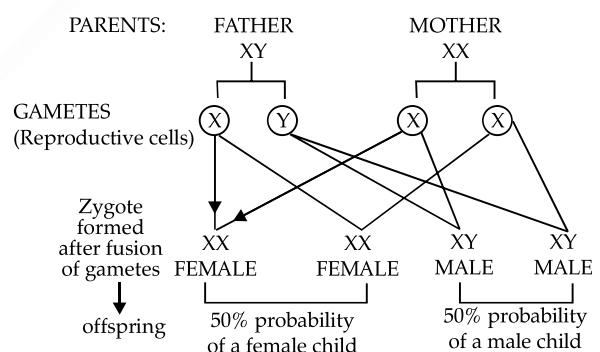 PARENTS: FATHER MOTHER
XY XX
GAMETES
(Reproductive cells)
X Y X X
Zygote
formed
after fusion
of gametes
XX XX XY XY
FEMALE FEMALE MALE MALE
offspring
50% probability
of a female child
50% probability
of a male child